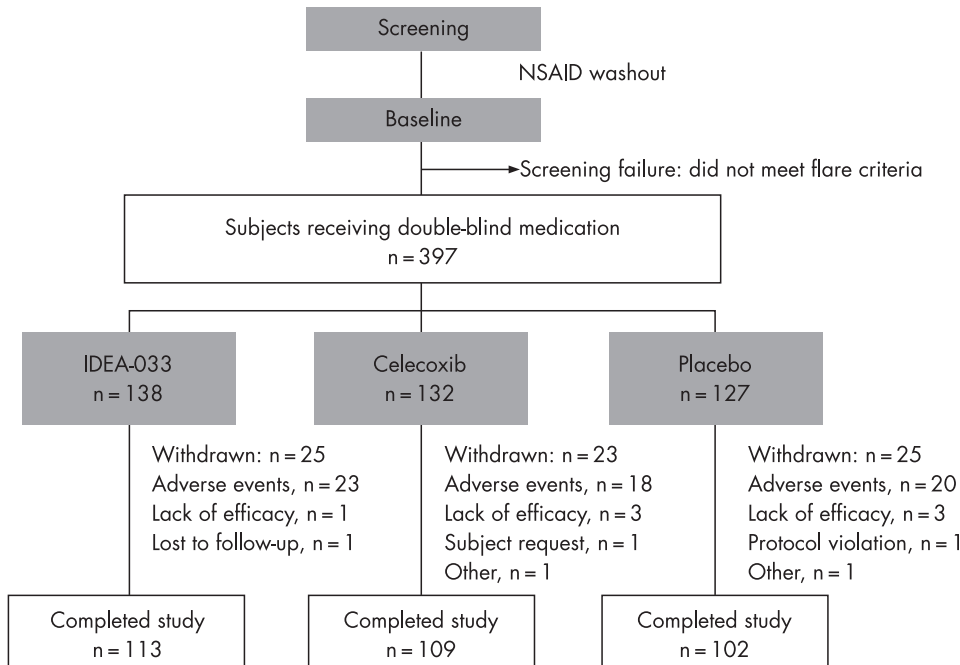 Screening
NSAID washout
Baseline
Screening failure: did not meet flare criteria
Subjects receiving double-blind medication
n = 397
IDEA-033
n = 138
Celecoxib
n = 132
Placebo
n = 127
Withdrawn: n = 25
Adverse events, n = 23
Lack of efficacy, n = 1
Lost to follow-up, n = 1
Withdrawn: n = 23
Adverse events, n = 18
Lack of efficacy, n = 3
Subject request, n = 1
Other, n = 1
Withdrawn: n = 25
Adverse events, n = 20
Lack of efficacy, n = 3
Protocol violation, n = 1
Other, n = 1
Completed study
n = 113
Completed study
n = 109
Completed study
n = 102